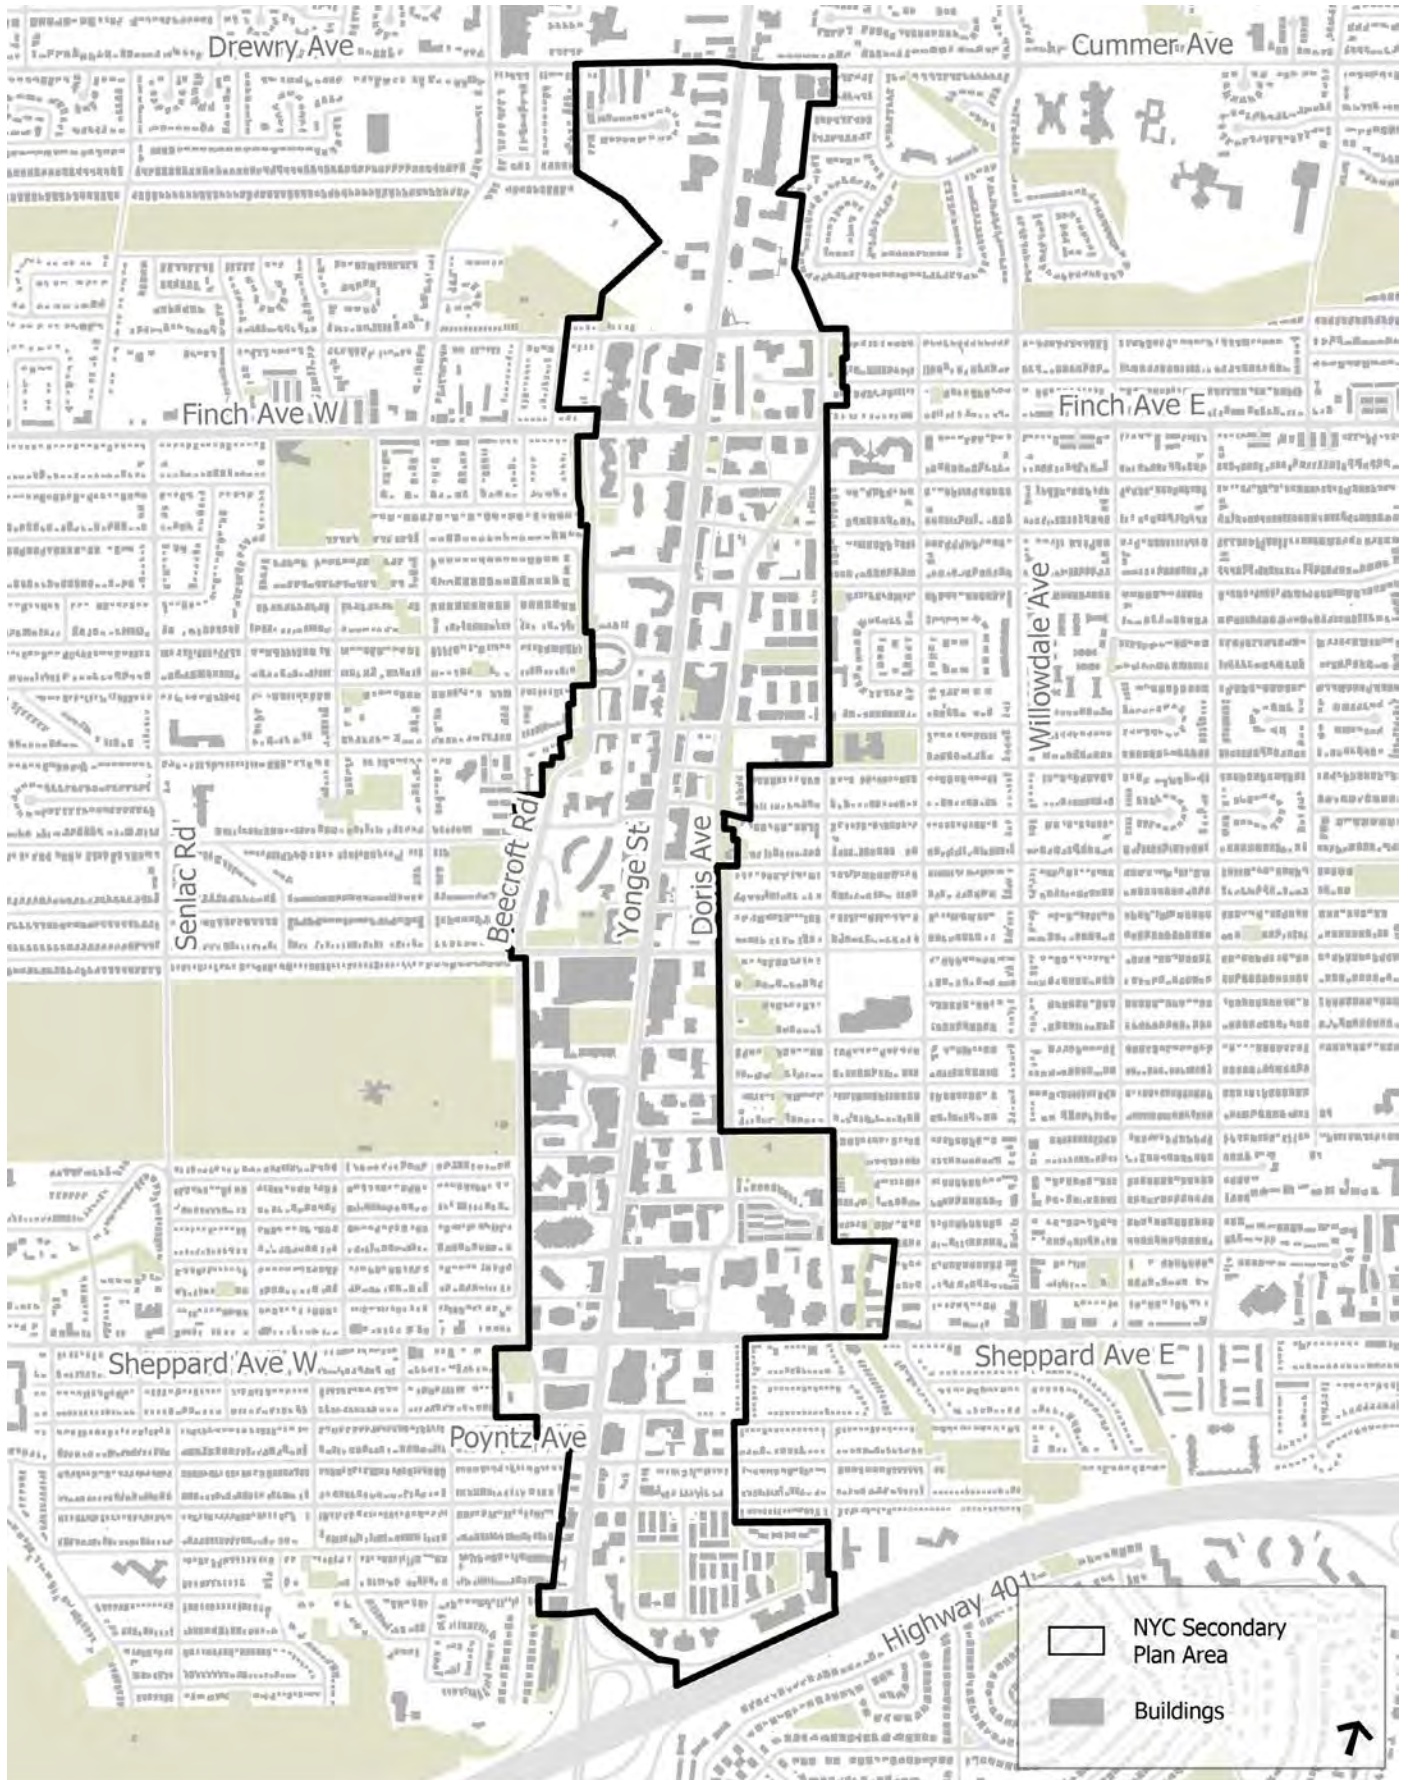 Drewry Ave
Cummer Ave
Finch Ave W
Finch Ave E
Willowdale Ave
Senlac Rd
Beecroft Rd
Yonge St
Doris Ave
Sheppard Ave W
Sheppard Ave E
Poyntz Ave
Highway 401
NYC Secondary
Plan Area
Buildings